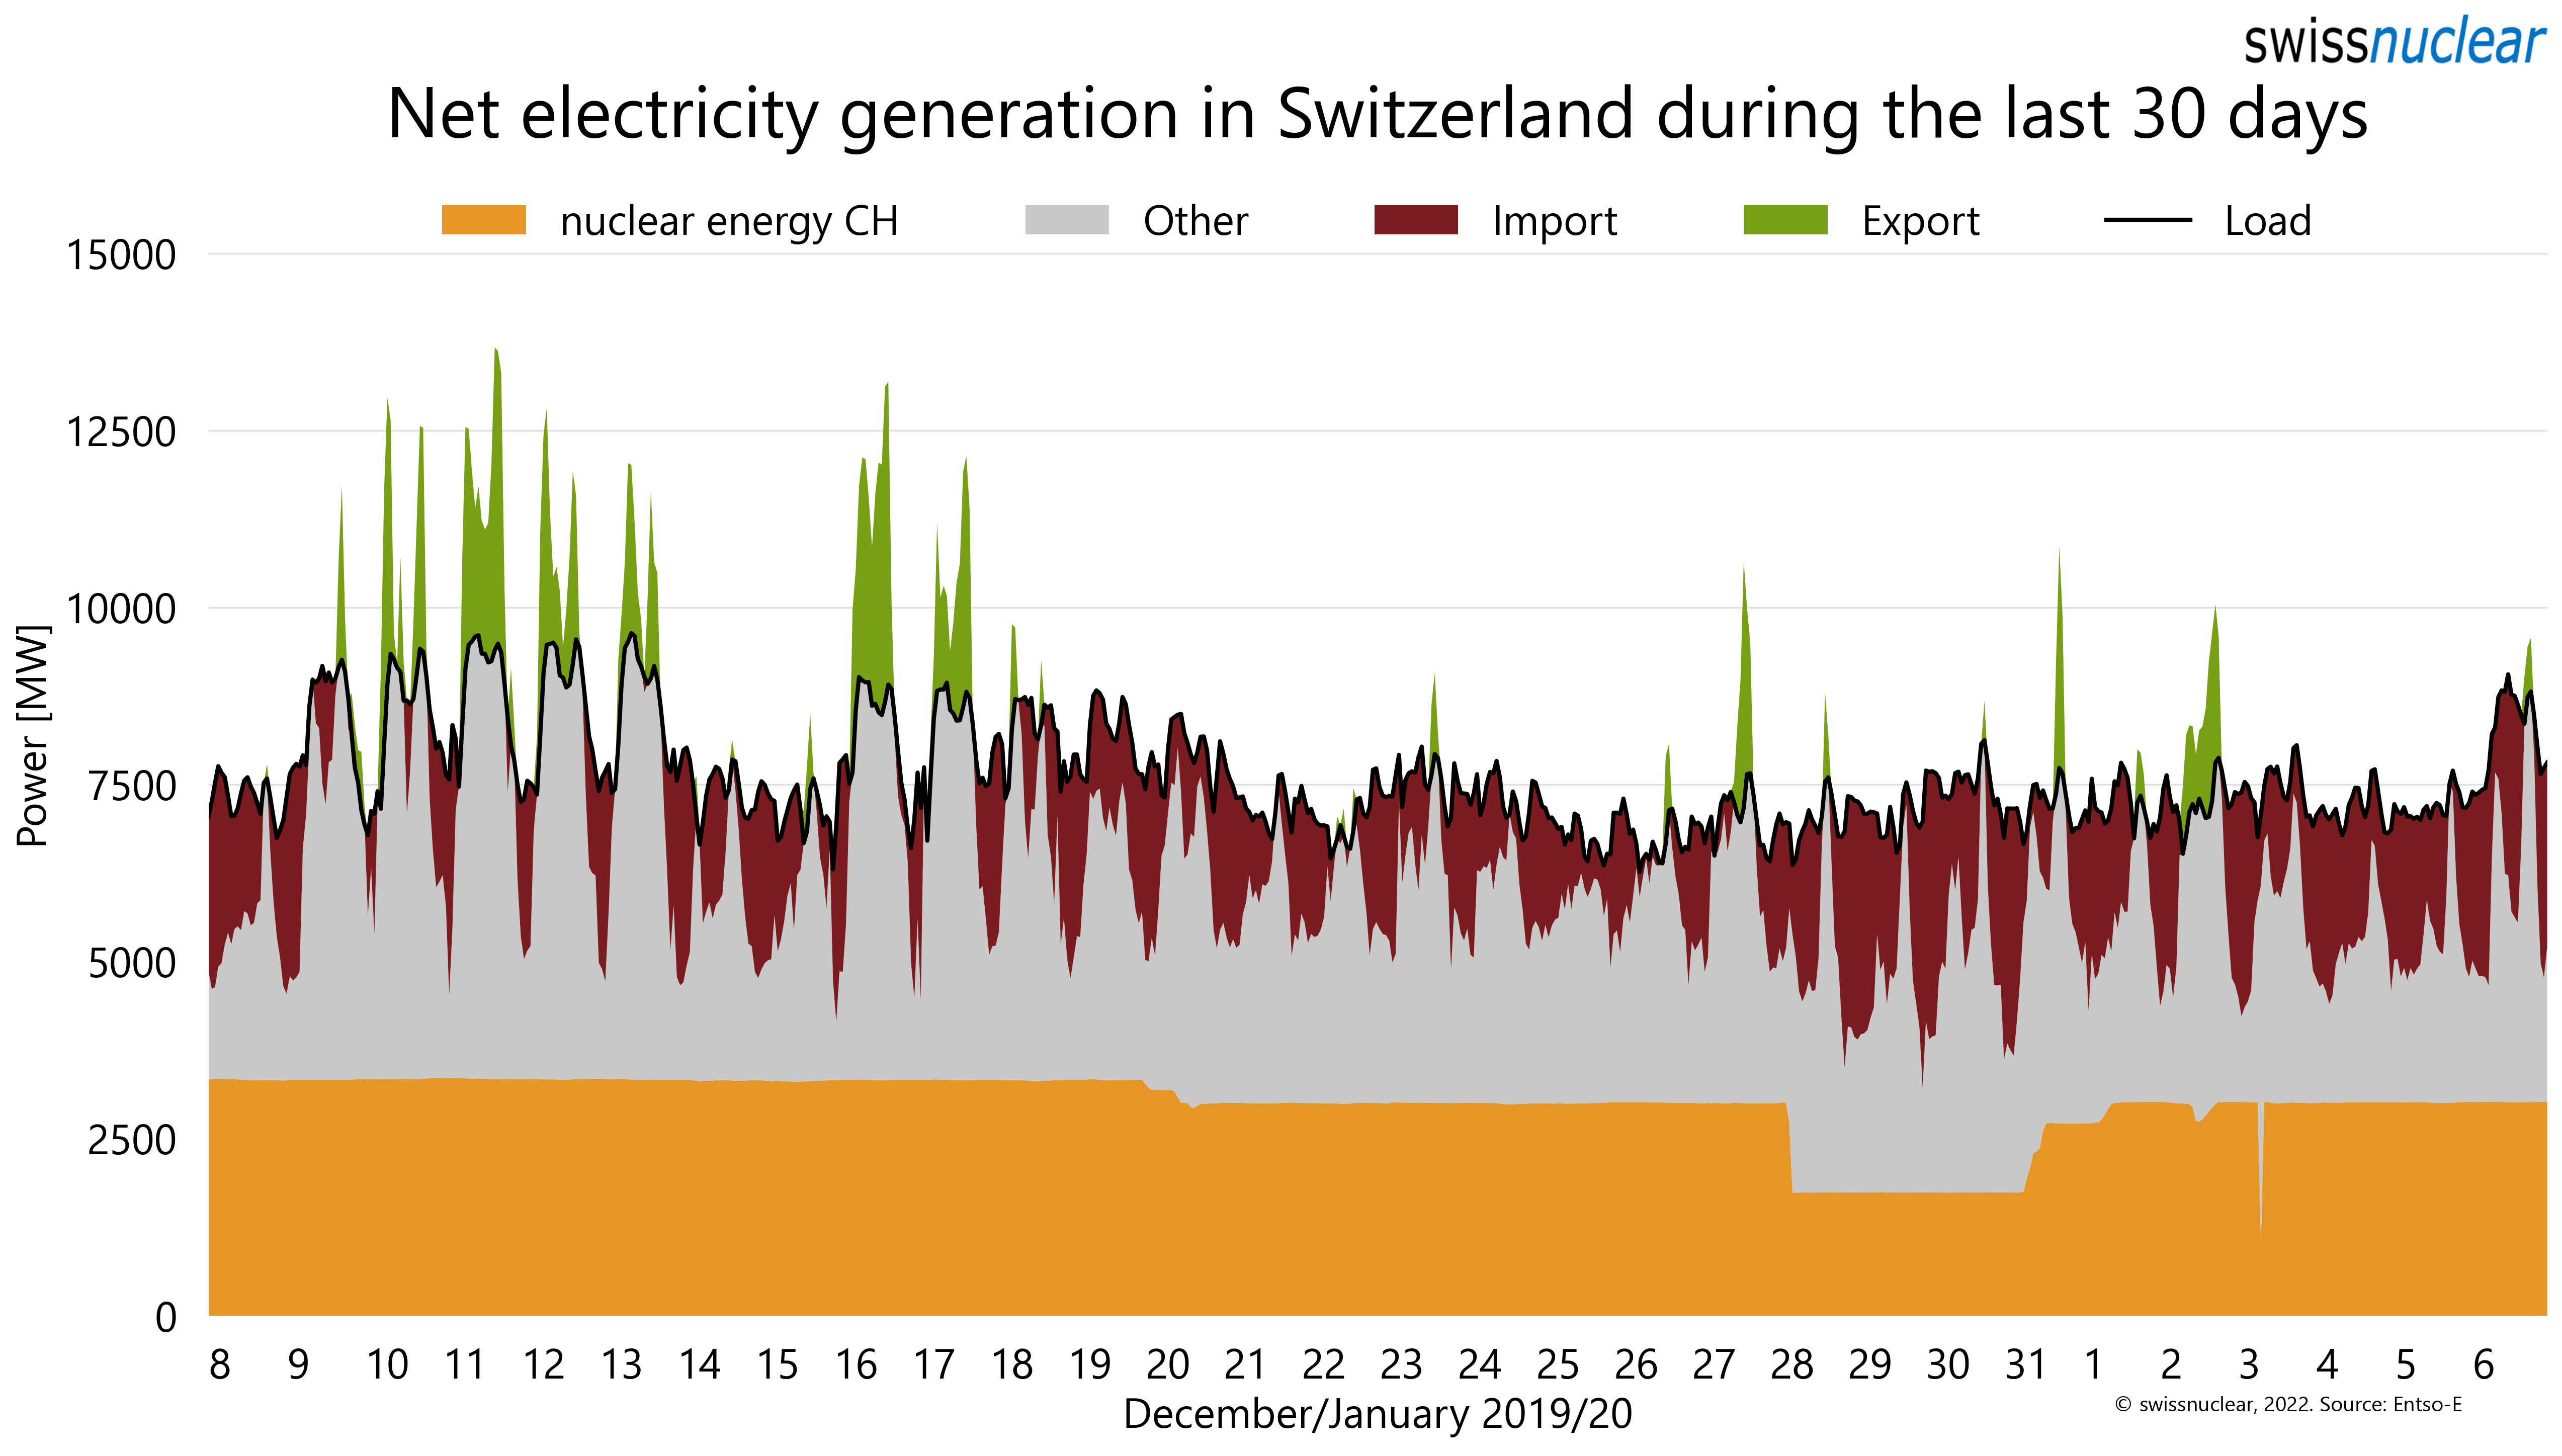 swissnuclear
Net electricity generation in Switzerland during the last 30 days
nuclear energy CH Other Import Export Load
15000
12500
10000
7500
5000
2500
0
Power [MW]
8 9 10 11 12 13 14 15 16 17 18 19 20 21 22 23 24 25 26 27 28 29 30 31 1 2 3 4 5 6
December/January 2019/20
© swissnuclear, 2022. Source: Entso-E